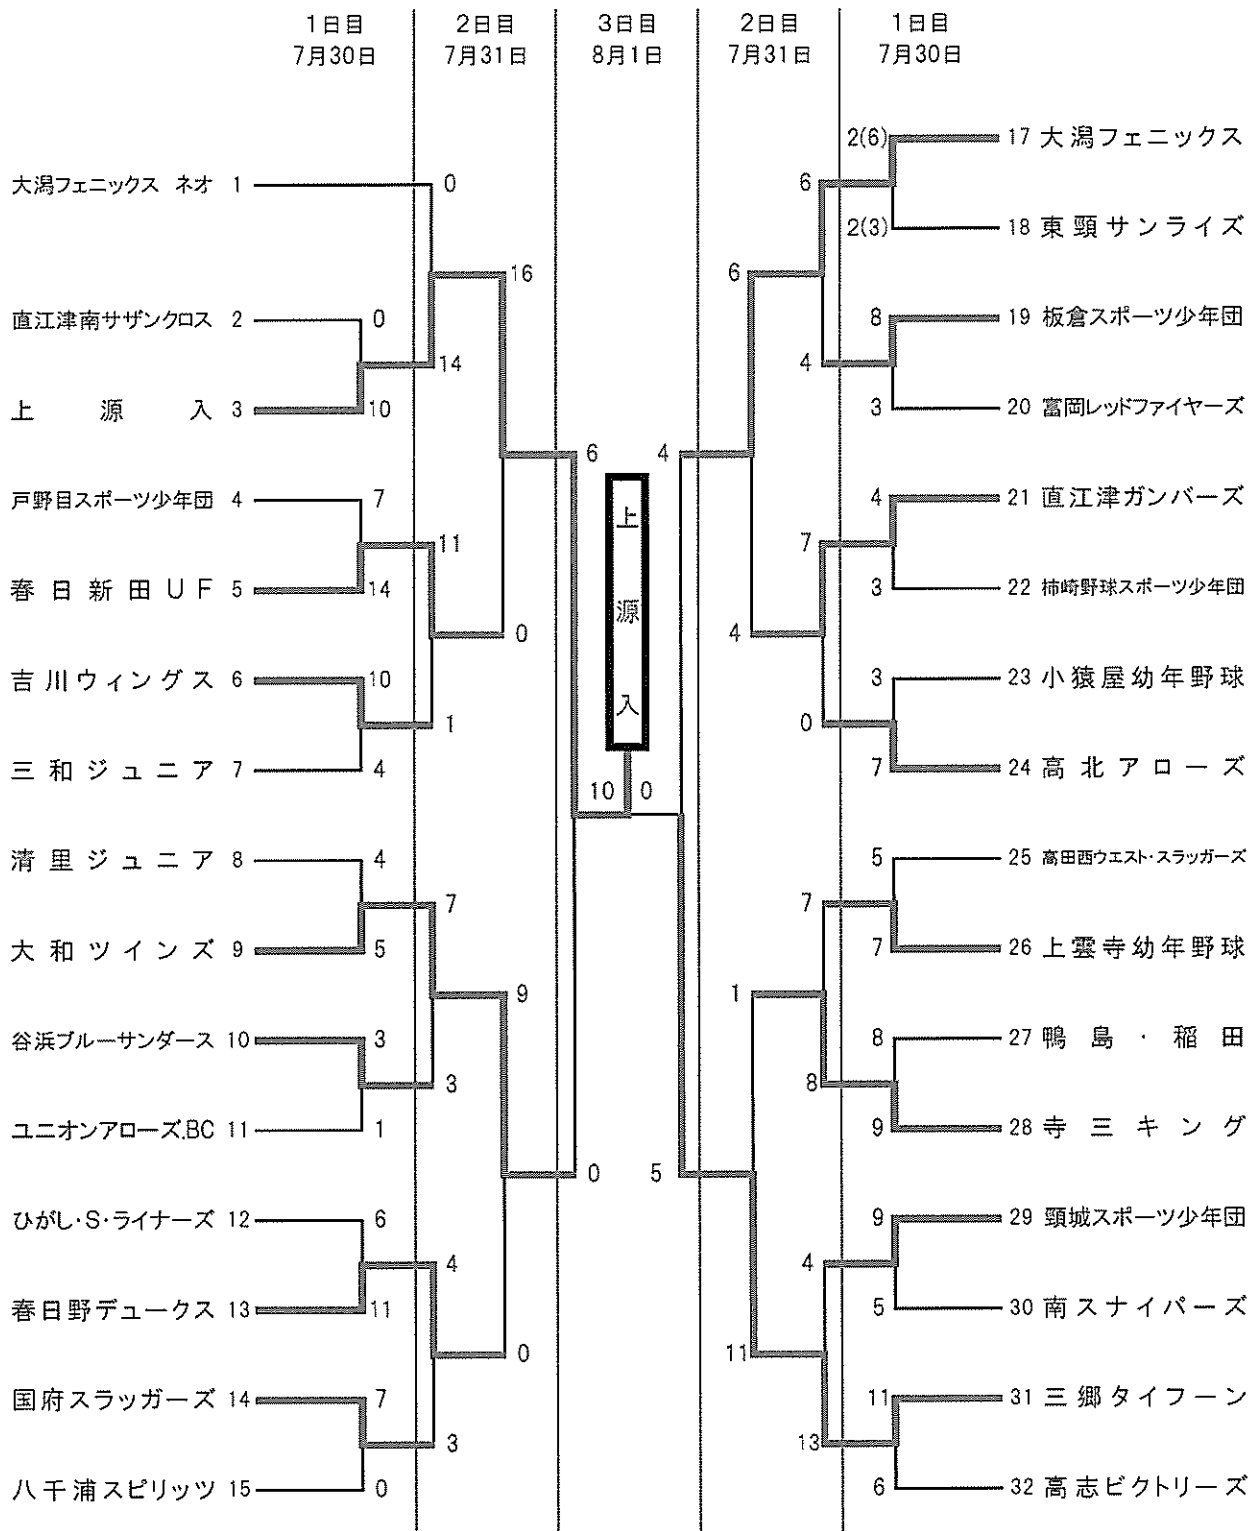 1日目 2日目 3日目 2日目 1日目
7月30日 7月31日 8月1日 7月31日 7月30日
2(6) 17 大潟フェニックス
大潟フェニックス ネオ 1 0 6
2(3) 18 東頸サンライズ
16 6
直江津南サザンクロス 2 0 8 19 板倉スポーツ少年団
14 4
上源入 3 10 3 20 富岡レッドファイヤーズ
6 4
戸野目スポーツ少年団 4 7 4 21 直江津ガンバーズ
上源入
11 7
春日新田UF 5 14 3 22 柿崎野球スポーツ少年団
0 4
吉川ウィングス 6 10 3 23 小猿屋幼年野球
1 0
三和ジュニア 7 4 7 24 高北アローズ
10 0
清里ジュニア 8 4 5 25 高田西ウエスト・スラッガーズ
7 7
大和ツインズ 9 5 7 26 上雲寺幼年野球
9 1
谷浜ブルーサンダース 10 3 8 27 鴨島・稲田
3 8
ユニオンアローズ.BC 11 1 9 28 寺三キング
0 5
ひがし・S・ライナーズ 12 6 9 29 頸城スポーツ少年団
4 4
春日野デュークス 13 11 5 30 南スナイパーズ
0 11
国府スラッガーズ 14 7 11 31 三郷タイフーン
3 13
八千浦スピリッツ 15 0 6 32 高志ビクトリーズ